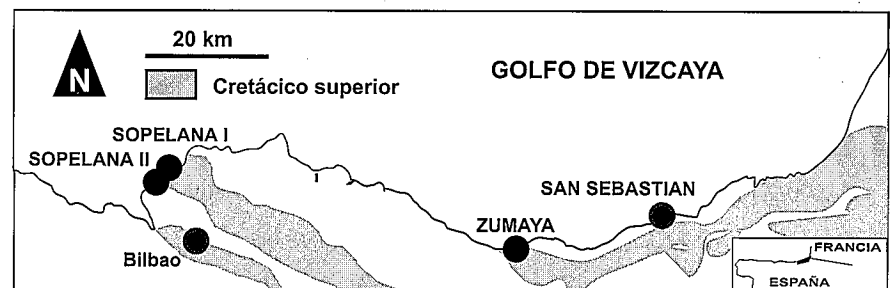 20 km
N
Cretácico superior
GOLFO DE VIZCAYA
SOPELANA I
SOPELANA II
SAN SEBASTIAN
ZUMAYA
Bilbao
FRANCIA
ESPAÑA